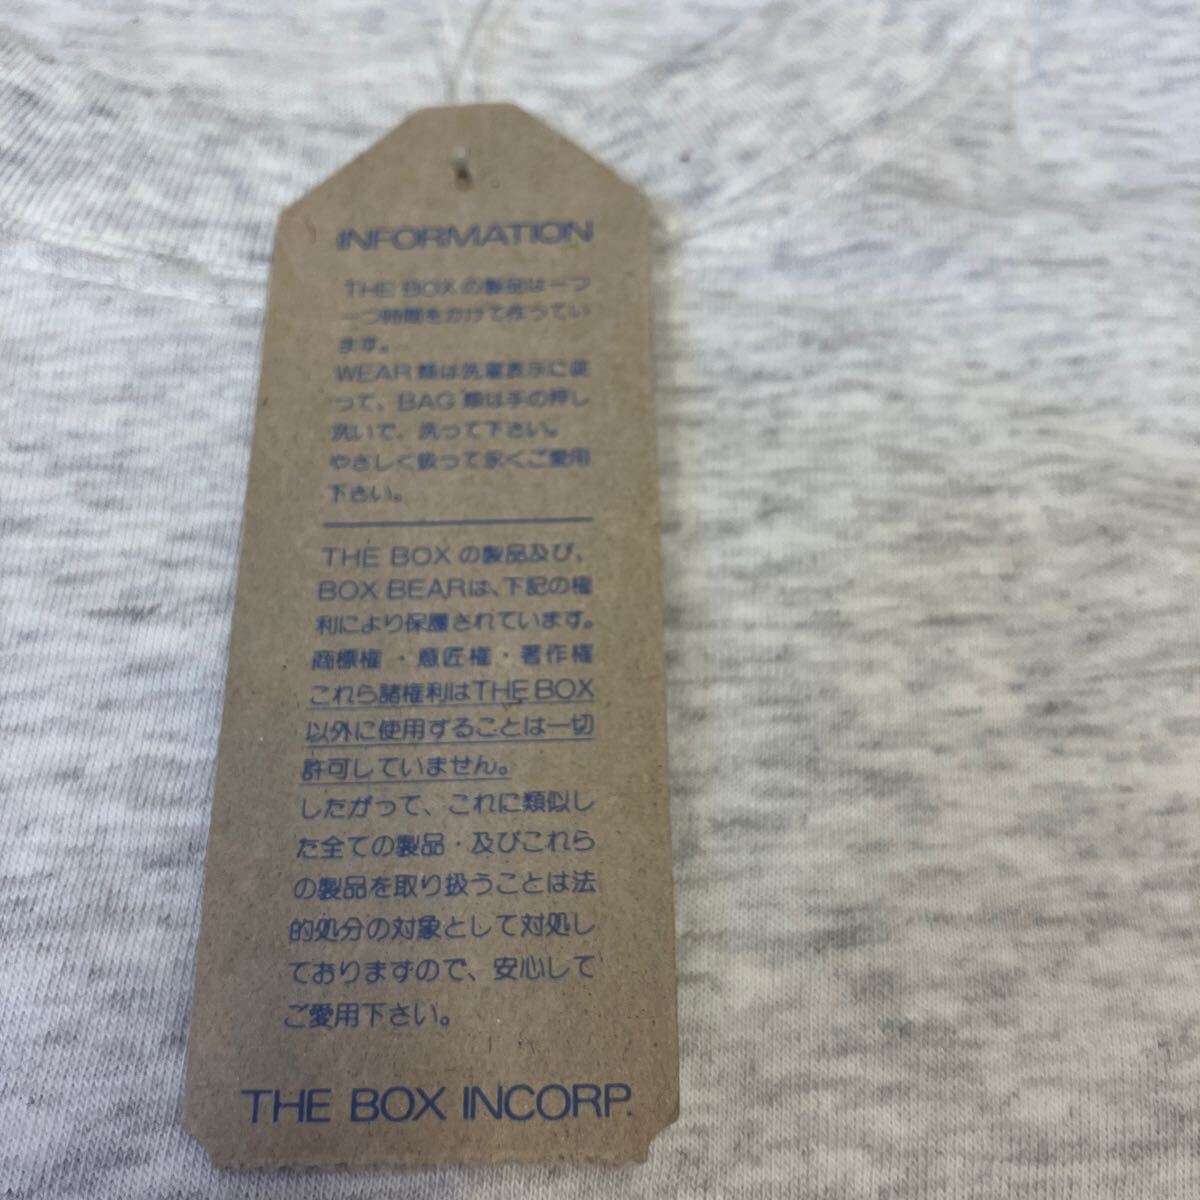 INFORMATION
THE BOXの製品は一つ
一つ時間をかけて作ってい
ます。
WEAR類は洗濯表示に従
って、BAG類は手の押し
洗いで、洗って下さい。
やさしく扱って永くご愛用
下さい。
THE BOXの製品及び、
BOX BEARは、下記の権
利により保護されています。
商標権・意匠権・著作権
これら諸権利はTHE BOX
以外に使用することは一切
許可していません。
したがって、これに類似し
た全ての製品・及びこれら
の製品を取り扱うことは法
的処分の対象として対処し
ておりますので、安心して
ご愛用下さい。
THE BOX INCORP.